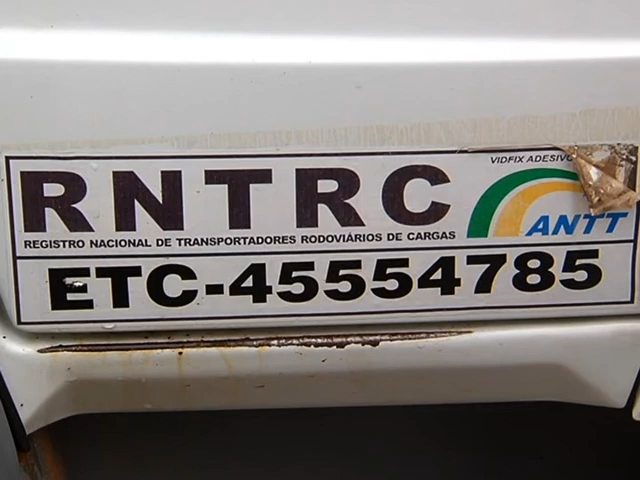 VIDFIX ADESIVO
RNTRC
ANTT
REGISTRO NACIONAL DE TRANSPORTADORES RODOVIÁRIOS DE CARGAS
ETC-45554785